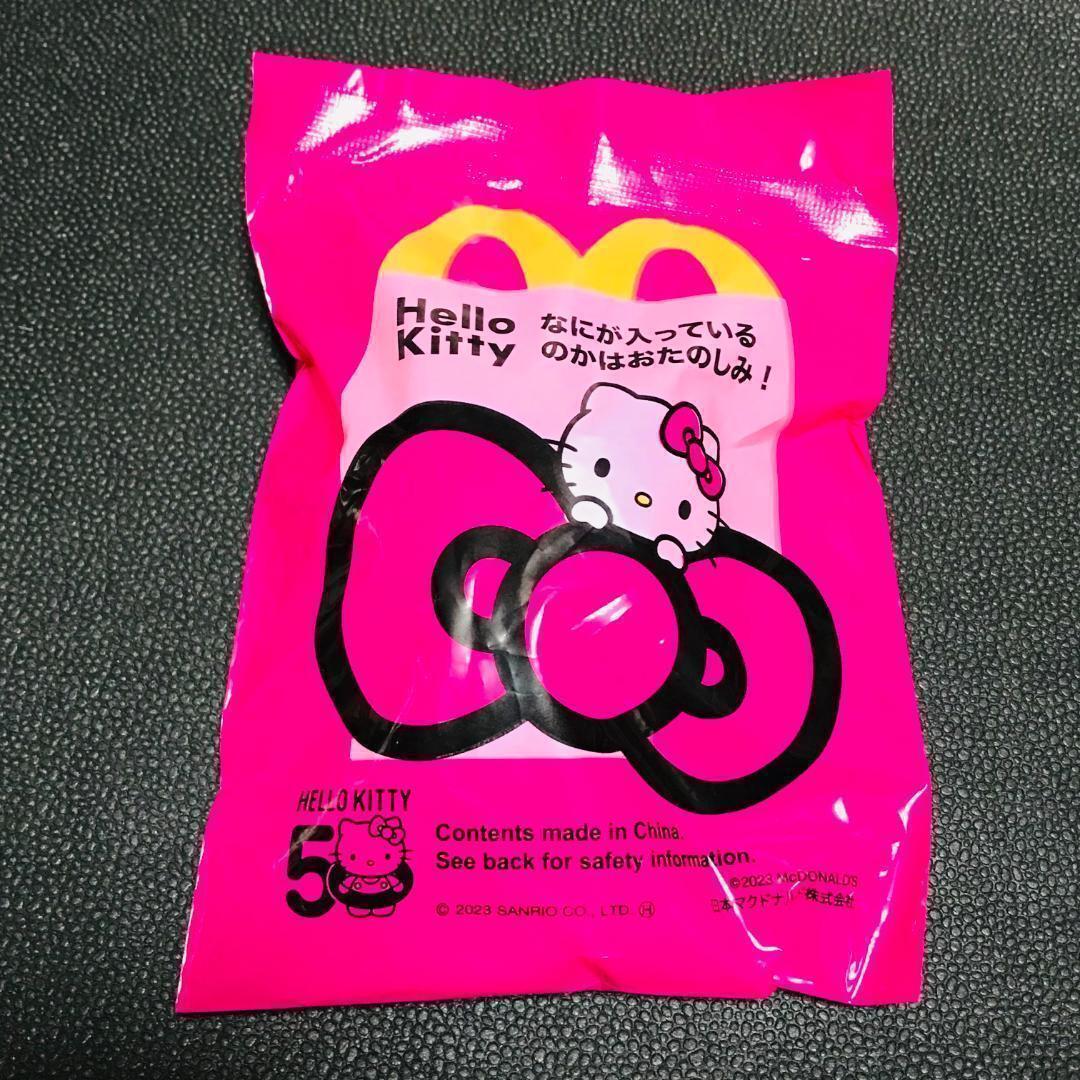 Hello
Kitty
なにが入っている
のかはおたのしみ!
HELLO KITTY
50
Contents made in China.
See back for safety information.
© 2023 SANRIO CO., LTD. Ⓗ
©2023 McDONALD'S
日本マクドナルド株式会社